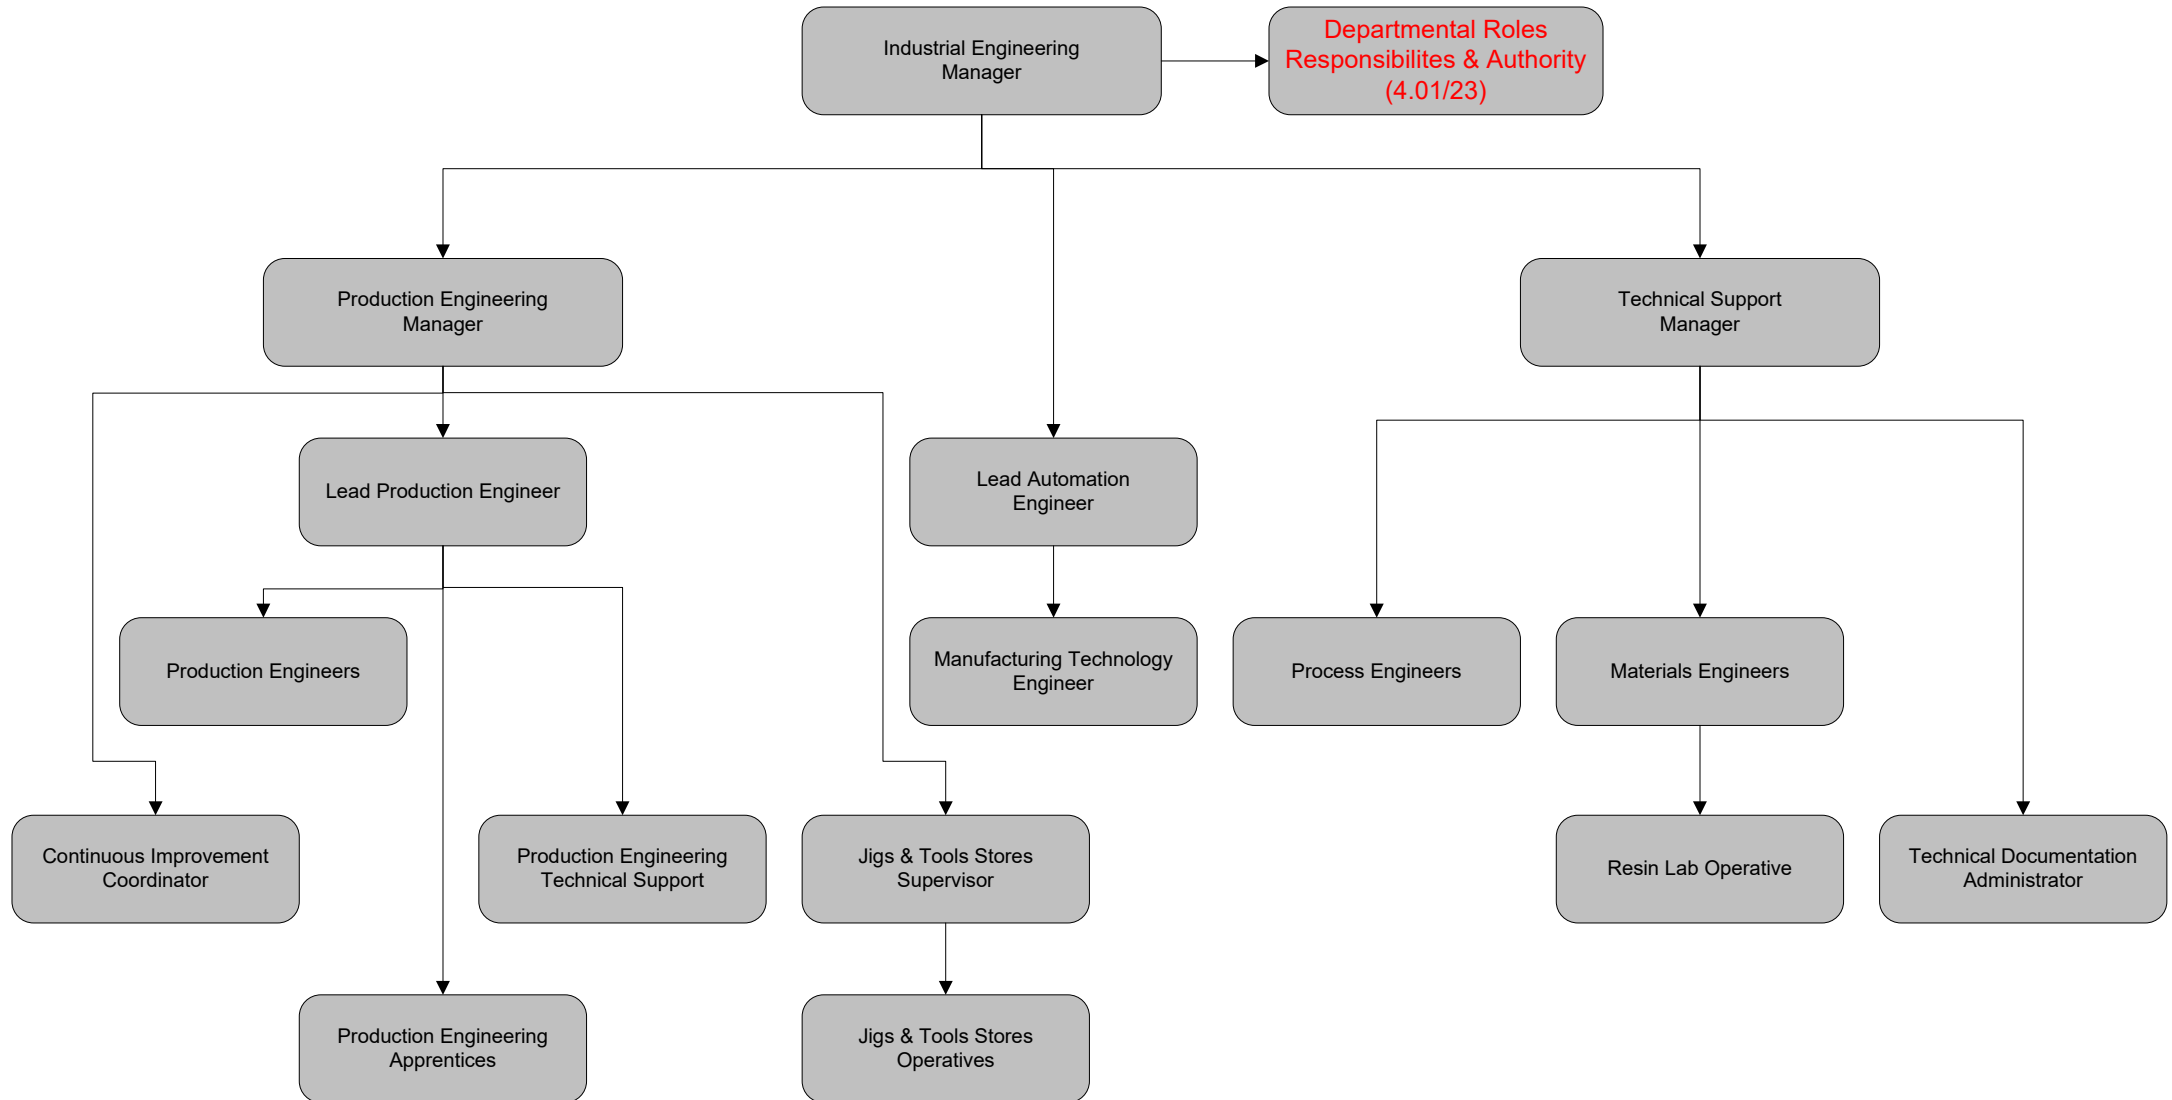 Industrial Engineering
Manager
Departmental Roles
Responsibilites & Authority
(4.01/23)
Production Engineering
Manager
Technical Support
Manager
Lead Production Engineer
Lead Automation
Engineer
Production Engineers
Manufacturing Technology
Engineer
Process Engineers
Materials Engineers
Continuous Improvement
Coordinator
Production Engineering
Technical Support
Jigs & Tools Stores
Supervisor
Resin Lab Operative
Technical Documentation
Administrator
Production Engineering
Apprentices
Jigs & Tools Stores
Operatives